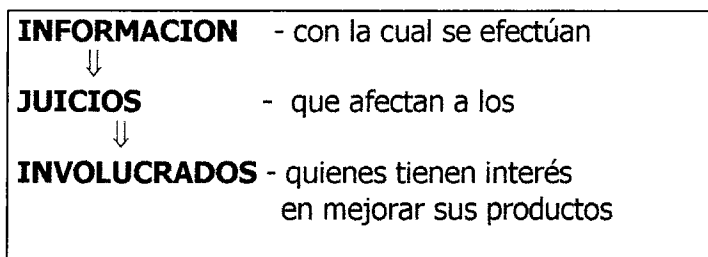 INFORMACION - con la cual se efectúan
⇓
JUICIOS - que afectan a los
⇓
INVOLUCRADOS - quienes tienen interés
en mejorar sus productos